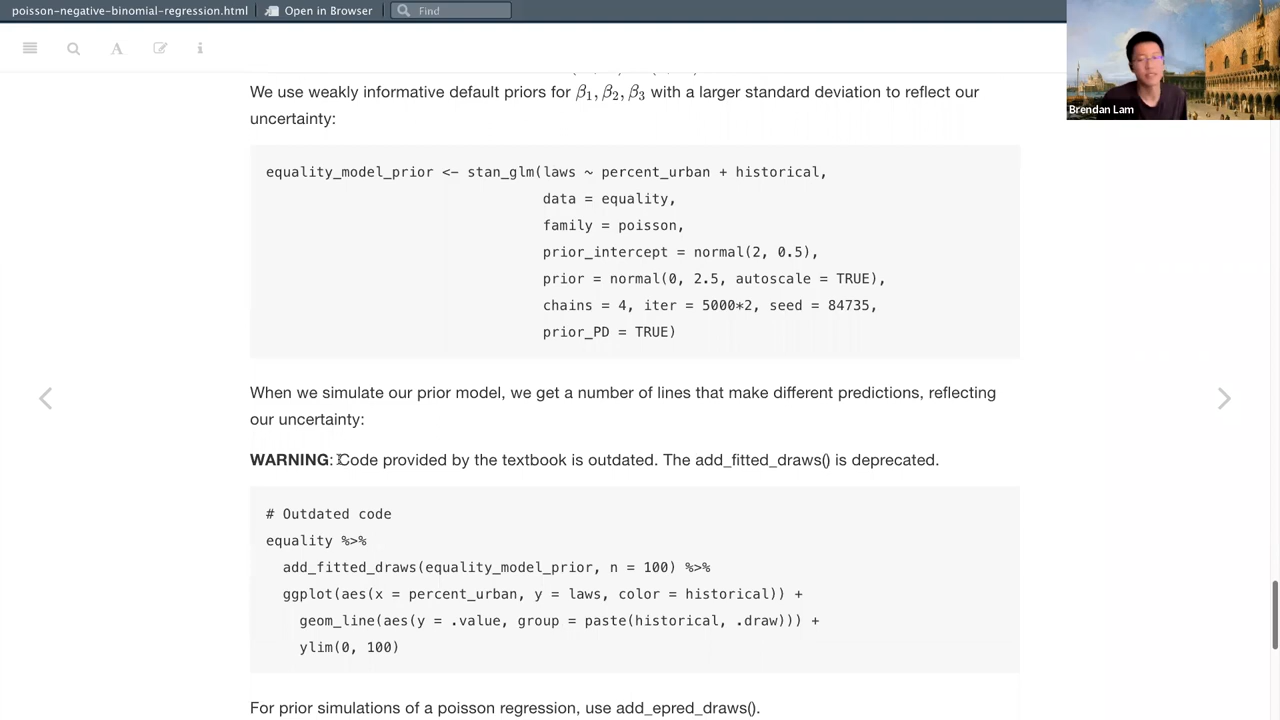 poisson-negative-binomial-regression.html Open in Browser Find
We use weakly informative default priors for β1, β2, β3 with a larger standard deviation to reflect our
uncertainty:
equality_model_prior <- stan_glm(laws ~ percent_urban + historical,
data = equality,
family = poisson,
prior_intercept = normal(2, 0.5),
prior = normal(0, 2.5, autoscale = TRUE),
chains = 4, iter = 5000*2, seed = 84735,
prior_PD = TRUE)
When we simulate our prior model, we get a number of lines that make different predictions, reflecting
our uncertainty:
WARNING: Code provided by the textbook is outdated. The add_fitted_draws() is deprecated.
# Outdated code
equality %>%
add_fitted_draws(equality_model_prior, n = 100) %>%
ggplot(aes(x = percent_urban, y = laws, color = historical)) +
geom_line(aes(y = .value, group = paste(historical, .draw))) +
ylim(0, 100)
For prior simulations of a poisson regression, use add_epred_draws().
Brendan Lam